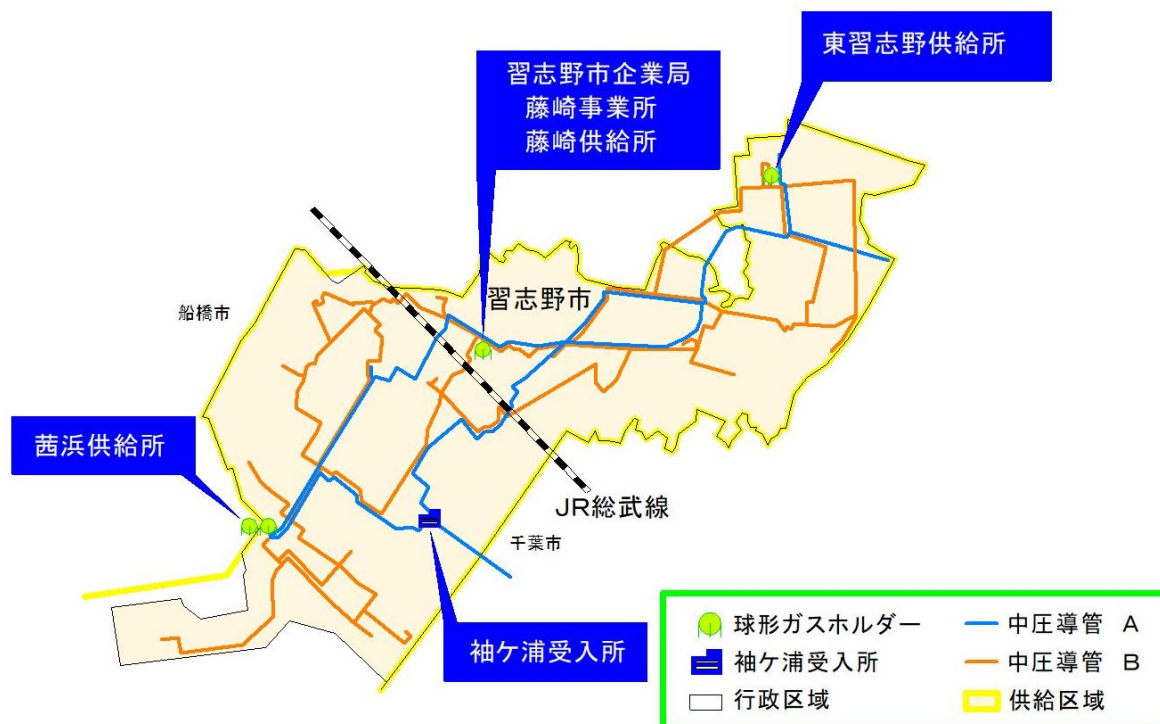 東習志野供給所
習志野市企業局
藤崎事業所
藤崎供給所
習志野市
船橋市
茜浜供給所
JR総武線
千葉市
袖ケ浦受入所
球形ガスホルダー
中圧導管 A
袖ケ浦受入所
中圧導管 B
行政区域
供給区域